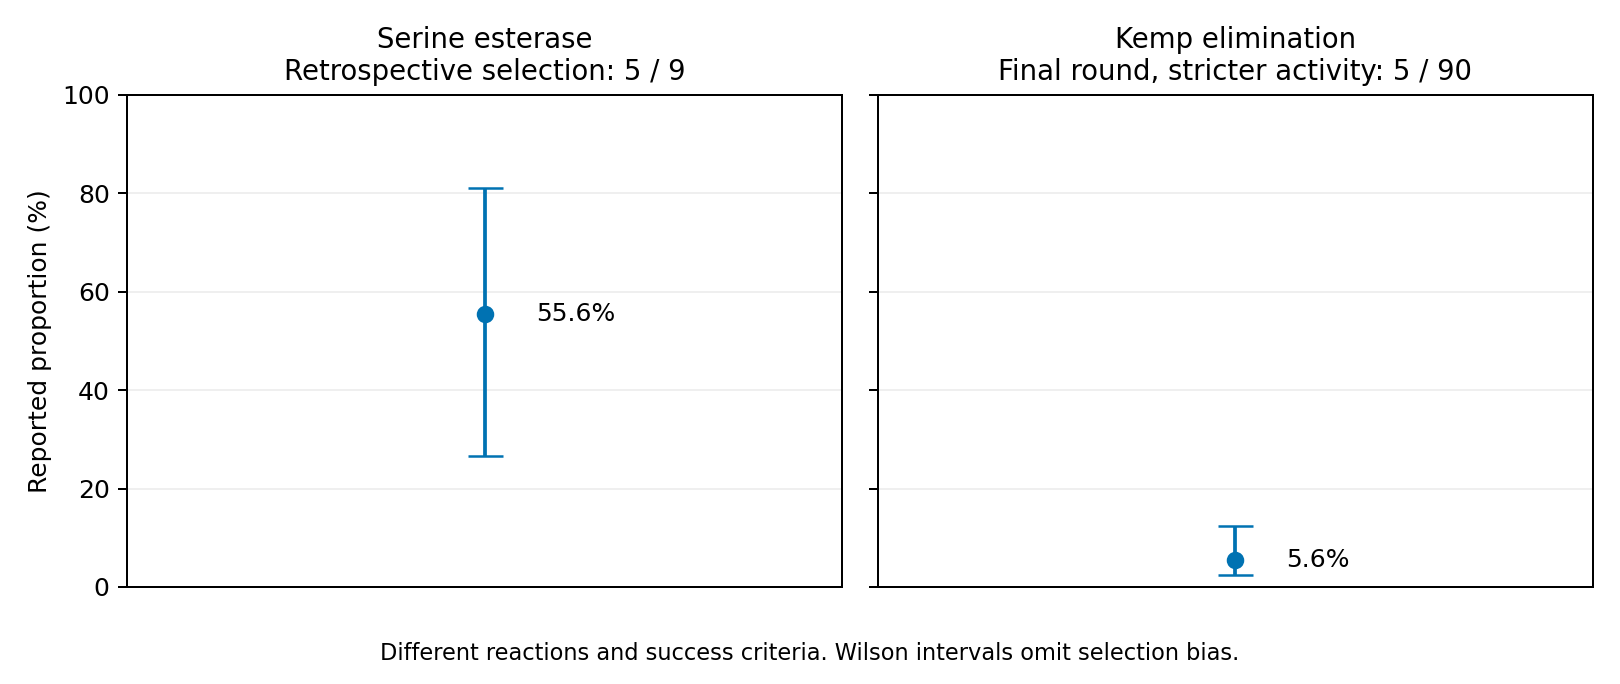 Serine esterase
Retrospective selection: 5 / 9
Kemp elimination
Final round, stricter activity: 5 / 90
Reported proportion (%)
100
80
60
40
20
0
55.6%
5.6%
Different reactions and success criteria. Wilson intervals omit selection bias.